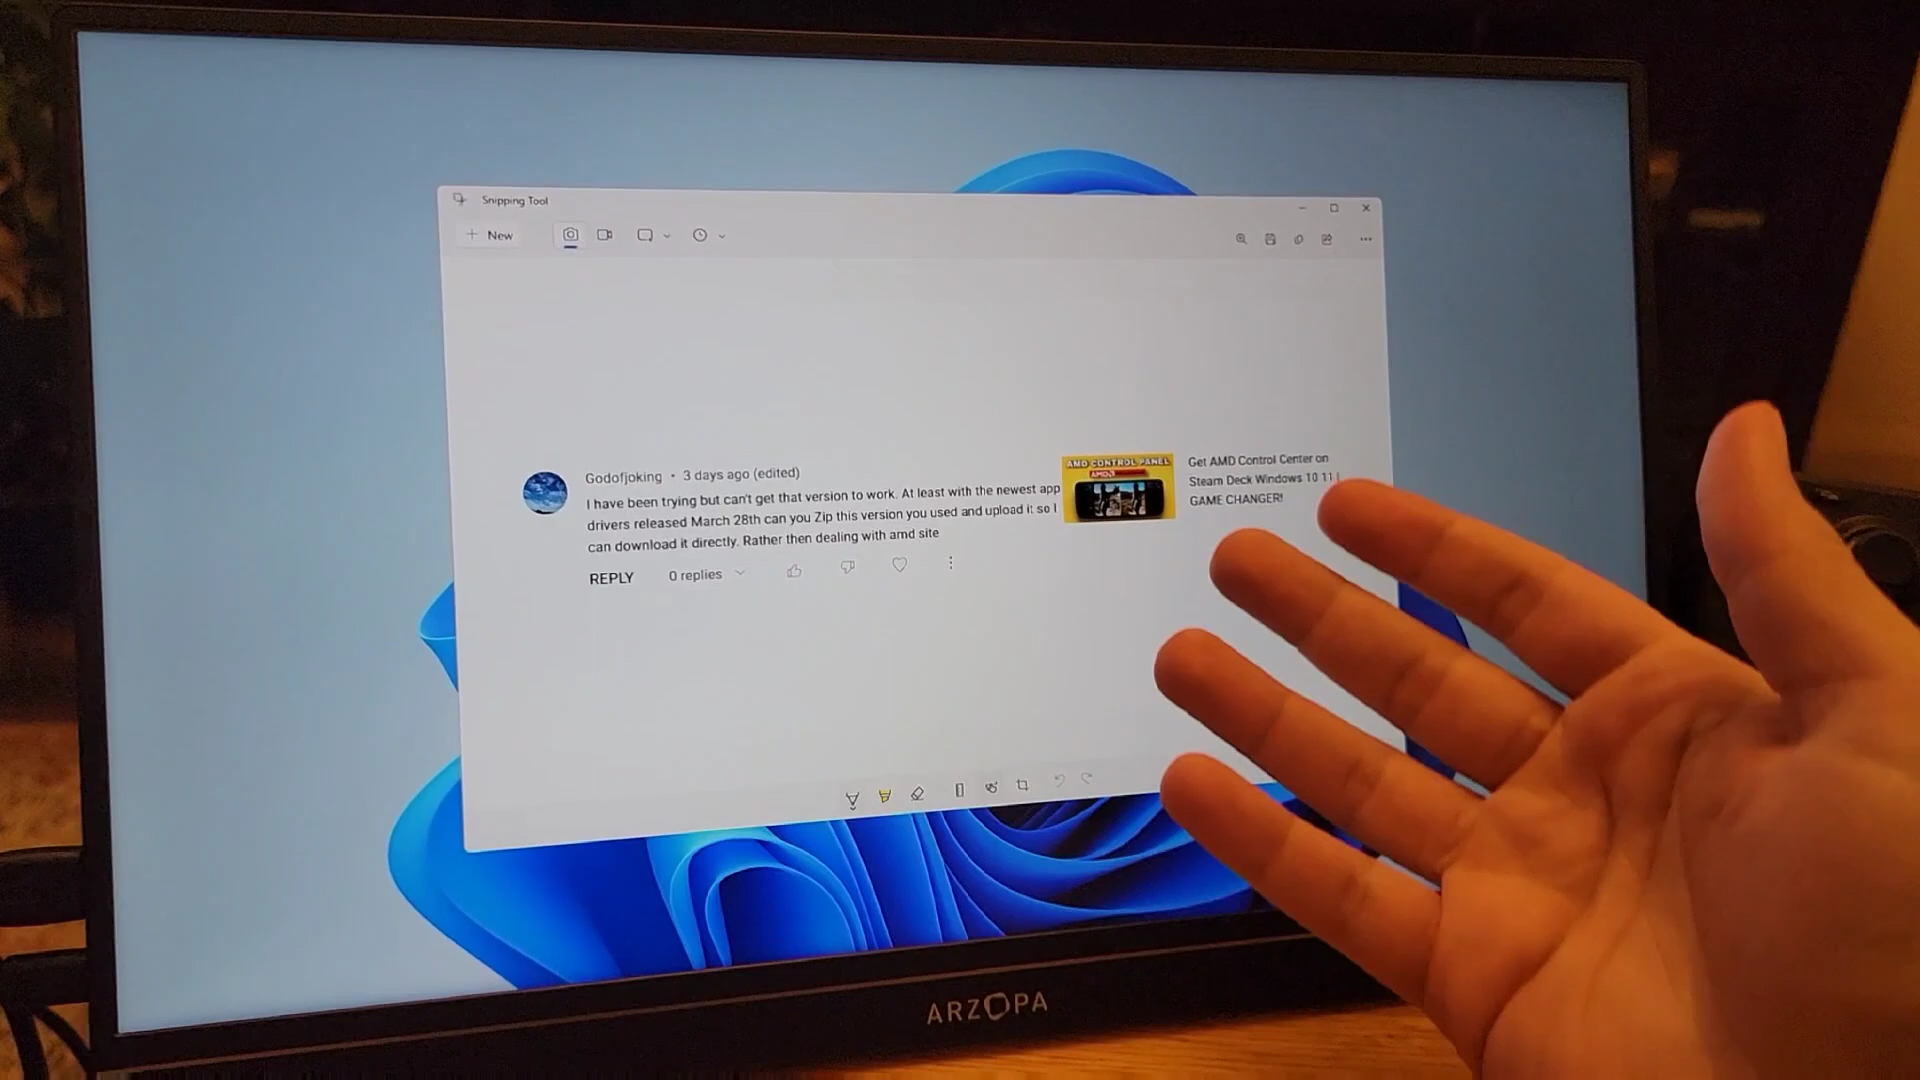 Snipping Tool
New
Godofjoking • 3 days ago (edited)
I have been trying but can't get that version to work. At least with the newest app
drivers released March 28th can you Zip this version you used and upload it so I
can download it directly. Rather then dealing with amd site
REPLY 0 replies
AMD CONTROL PANEL
AMD
Get AMD Control Center on
Steam Deck Windows 10 11 |
GAME CHANGER!
ARZOPA